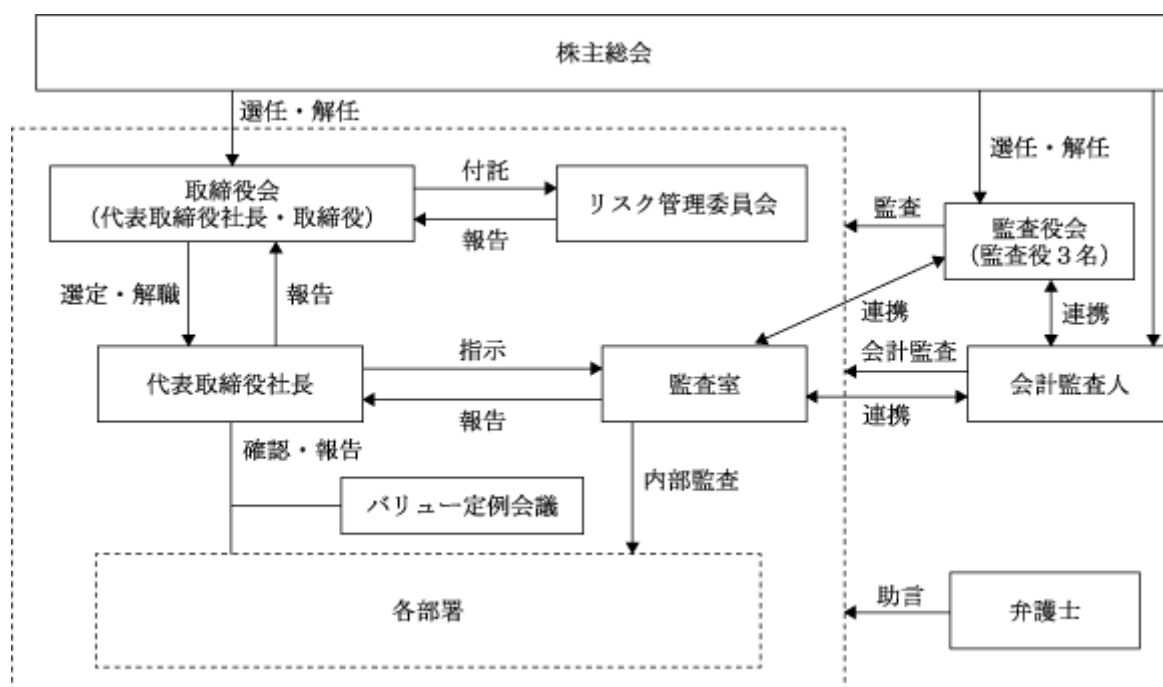 株主総会
選任・解任
選任・解任
取締役会
（代表取締役社長・取締役）
付託
報告
リスク管理委員会
監査
監査役会
（監査役３名）
選定・解職
報告
連携
連携
代表取締役社長
指示
報告
監査室
会計監査
連携
会計監査人
確認・報告
バリュー定例会議
内部監査
各部署
助言
弁護士